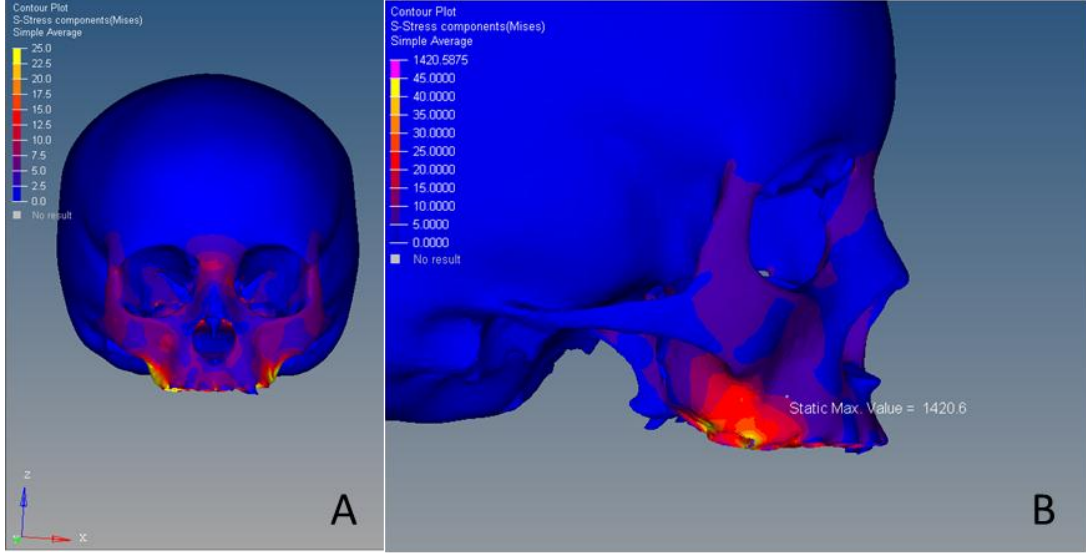 Contour Plot
S-Stress components(Mises)
Simple Average
25.0
22.5
20.0
17.5
15.0
12.5
10.0
7.5
5.0
2.5
0.0
No result
Z
Y
X
A
Contour Plot
S-Stress components(Mises)
Simple Average
1420.5875
45.0000
40.0000
35.0000
30.0000
25.0000
20.0000
15.0000
10.0000
5.0000
0.0000
No result
Static Max. Value = 1420.6
B